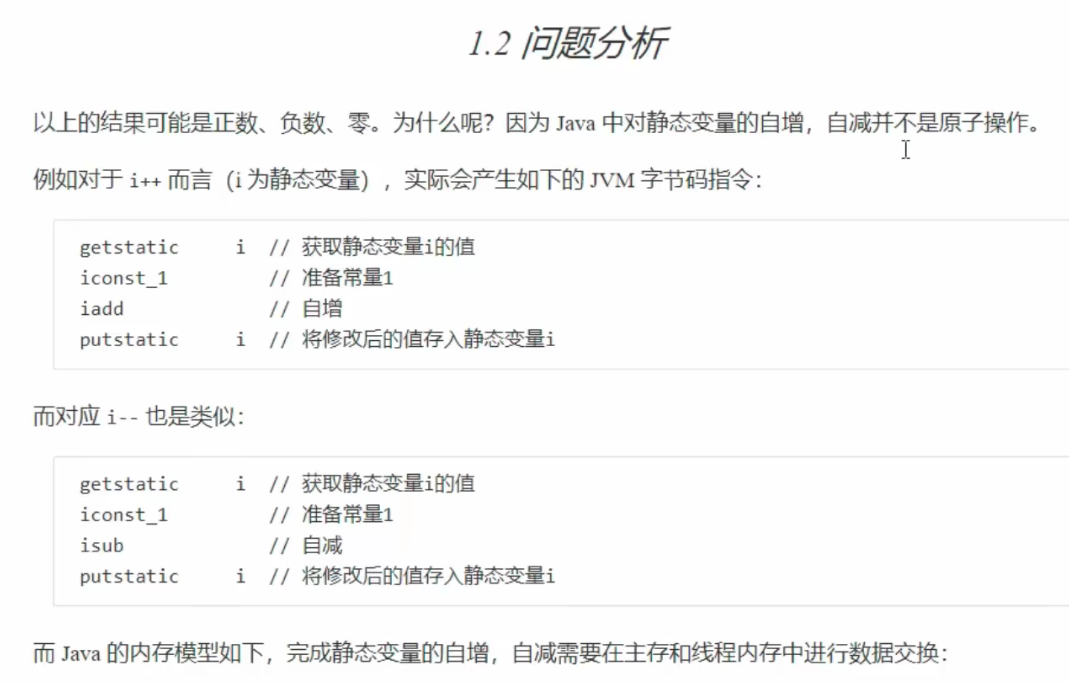 1.2 问题分析
以上的结果可能是正数、负数、零。为什么呢？因为 Java 中对静态变量的自增，自减并不是原子操作。
例如对于 i++ 而言（i 为静态变量），实际会产生如下的 JVM 字节码指令：
getstatic i // 获取静态变量i的值
iconst_1 // 准备常量1
iadd // 自增
putstatic i // 将修改后的值存入静态变量i
而对应 i-- 也是类似：
getstatic i // 获取静态变量i的值
iconst_1 // 准备常量1
isub // 自减
putstatic i // 将修改后的值存入静态变量i
而 Java 的内存模型如下，完成静态变量的自增，自减需要在主存和线程内存中进行数据交换：